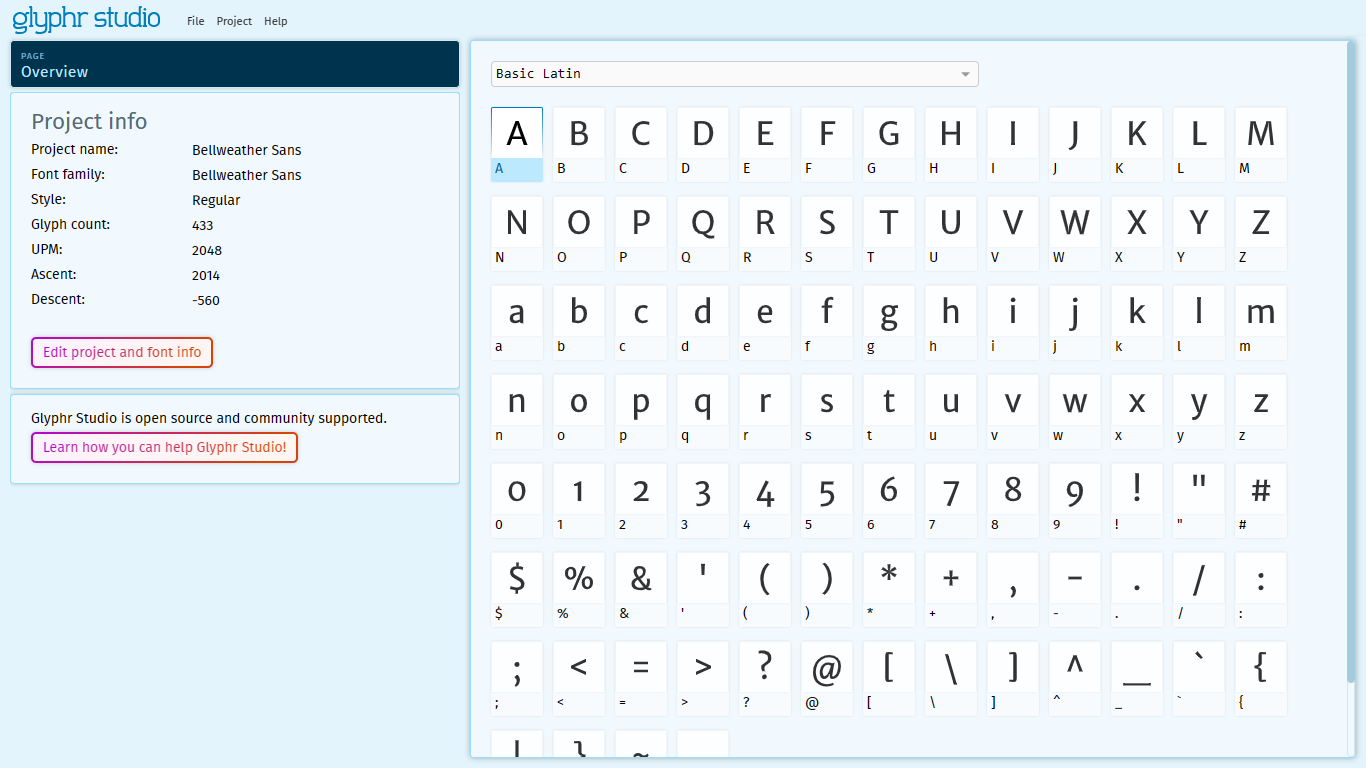 glyphr studio File Project Help
PAGE
Overview
Project info
Project name: Bellweather Sans
Font family: Bellweather Sans
Style: Regular
Glyph count: 433
UPM: 2048
Ascent: 2014
Descent: -560
Edit project and font info
Glyphr Studio is open source and community supported.
Learn how you can help Glyphr Studio!
Basic Latin
A B C D E F G H I J K L M
A B C D E F G H I J K L M
N O P Q R S T U V W X Y Z
N O P Q R S T U V W X Y Z
a b c d e f g h i j k l m
a b c d e f g h i j k l m
n o p q r s t u v w x y z
n o p q r s t u v w x y z
0 1 2 3 4 5 6 7 8 9 ! " #
0 1 2 3 4 5 6 7 8 9 ! " #
$ % & ' ( ) * + , - . / :
$ % & ' ( ) * + , - . / :
; < = > ? @ [ \ ] ^ _ ` {
; < = > ? @ [ \ ] ^ _ ` {
| } ~